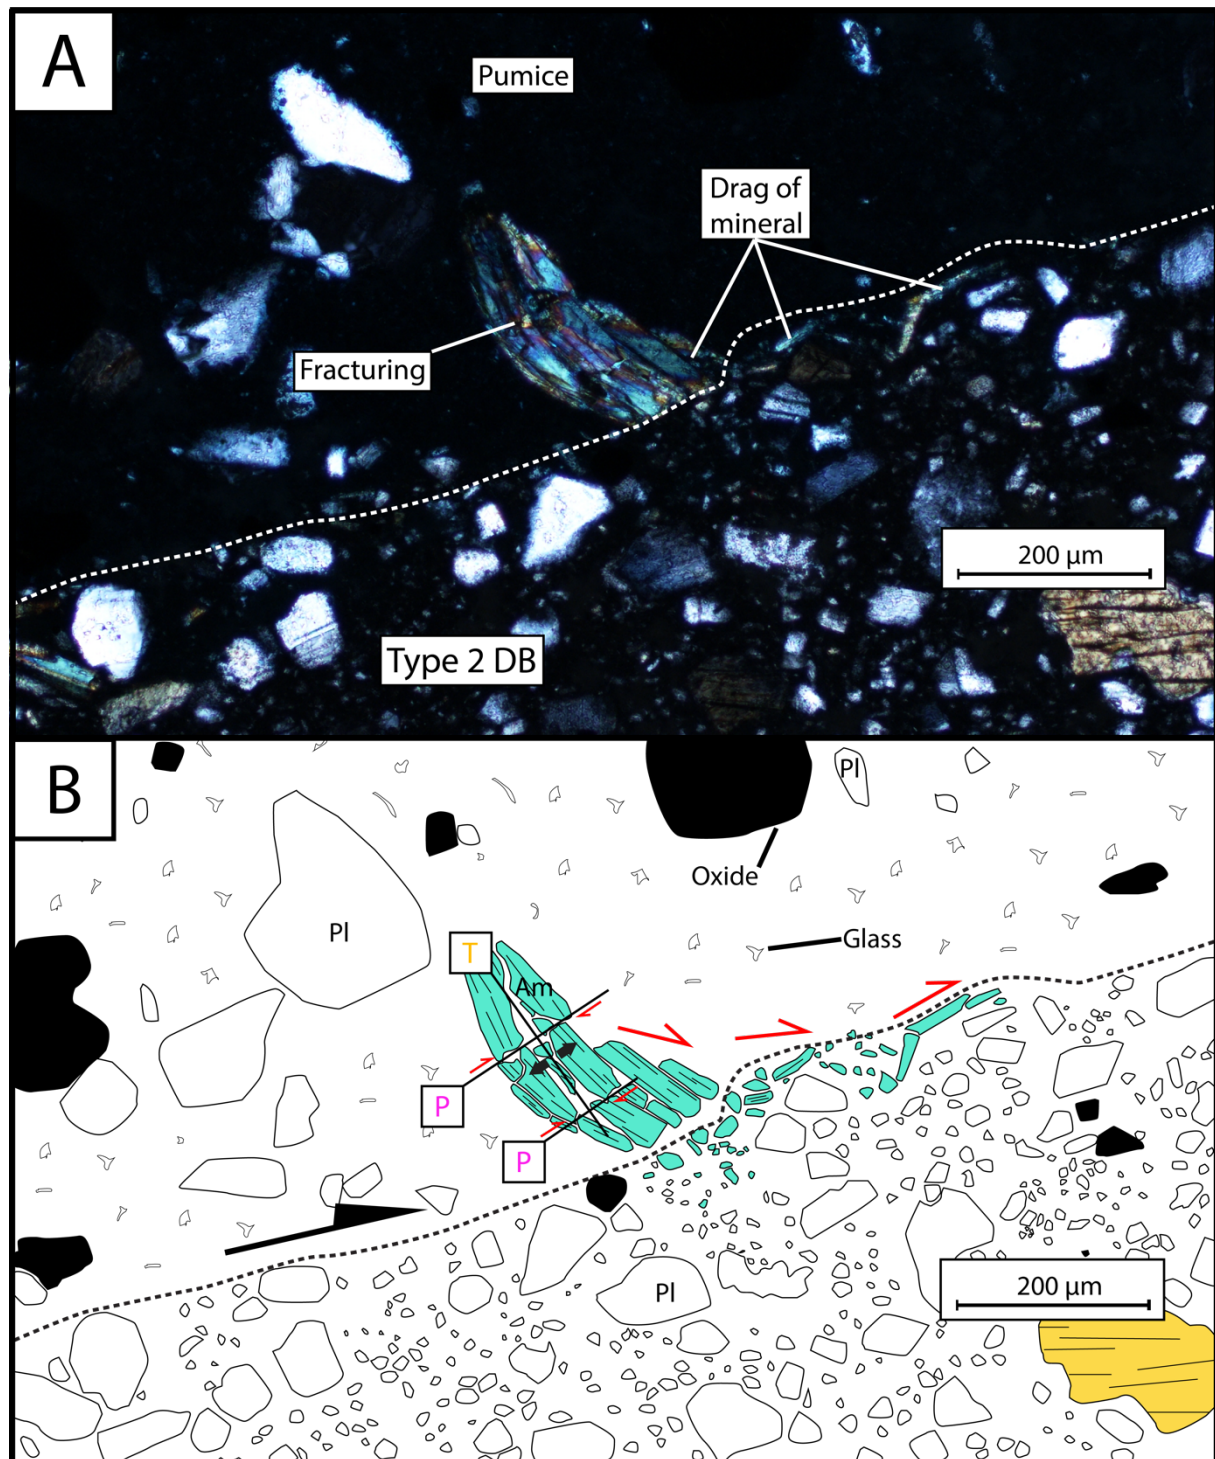 A
Pumice
Drag of
mineral
Fracturing
200 µm
Type 2 DB
B
Pl
Oxide
Pl
Glass
T
Am
P
P
Pl
200 µm